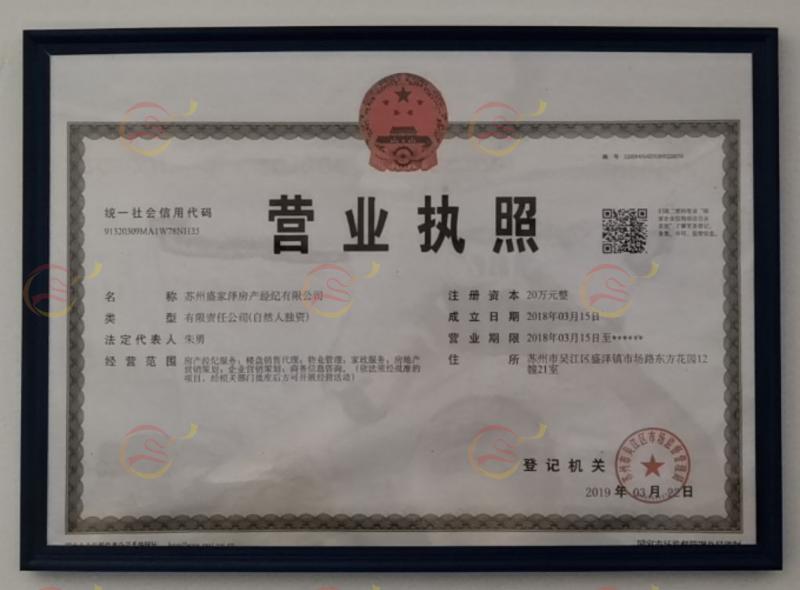 编 号
统一社会信用代码
营业执照
名 称 苏州盛家泽房产经纪有限公司
类 型 有限责任公司(自然人独资)
法定代表人 朱勇
经营范围 房产经纪服务；楼盘销售代理；物业管理；家政服务；房地产
营销策划；企业营销策划；商务信息咨询。（依法须经批准的
项目，经相关部门批准后方可开展经营活动）
注册资本 20万元整
成立日期 2018年03月15日
营业期限 2018年03月15日至******
住 所 苏州市吴江区盛泽镇市场路东方花园12
幢21室
登记机关
2019 年 03 月 22 日